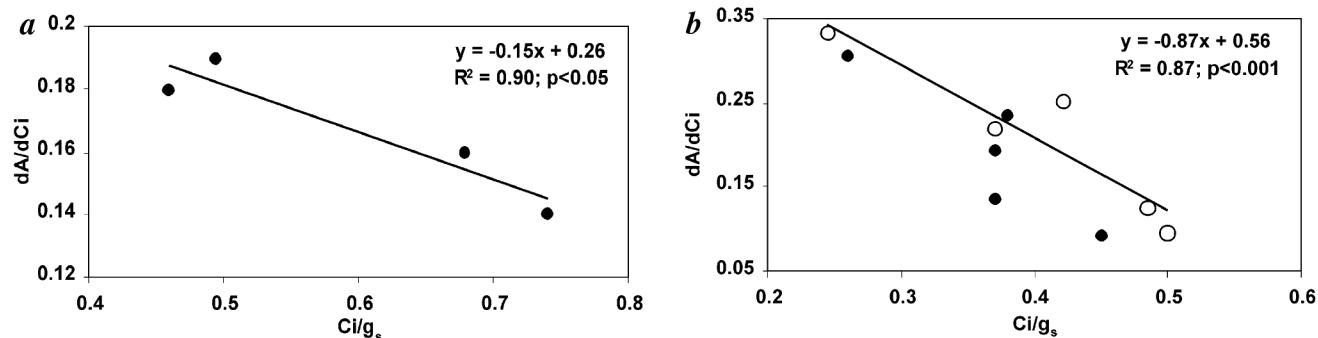 a
0.2
0.18
0.16
0.14
0.12
dA/dCi
y = -0.15x + 0.26
R² = 0.90; p<0.05
0.4 0.5 0.6 0.7 0.8
Ci/gₛ
b
0.35
0.25
0.15
0.05
dA/dCi
y = -0.87x + 0.56
R² = 0.87; p<0.001
0.2 0.3 0.4 0.5 0.6
Ci/gₛ